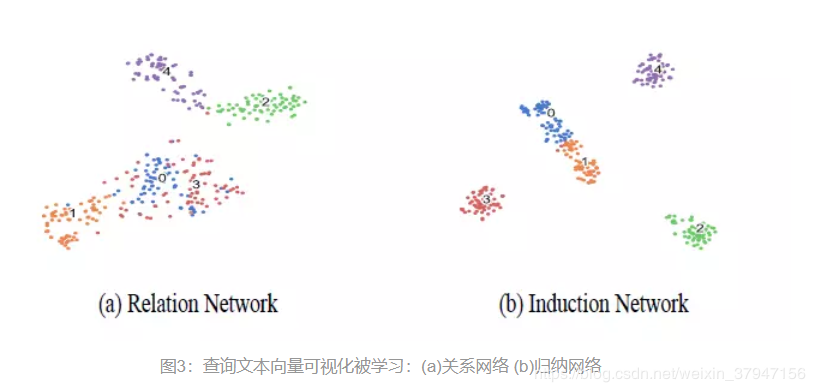 4
2
0
3
1
4
0
1
3
2
(a) Relation Network
(b) Induction Network
图3：查询文本向量可视化被学习：(a)关系网络 (b)归纳网络
https://blog.csdn.net/weixin_37947156